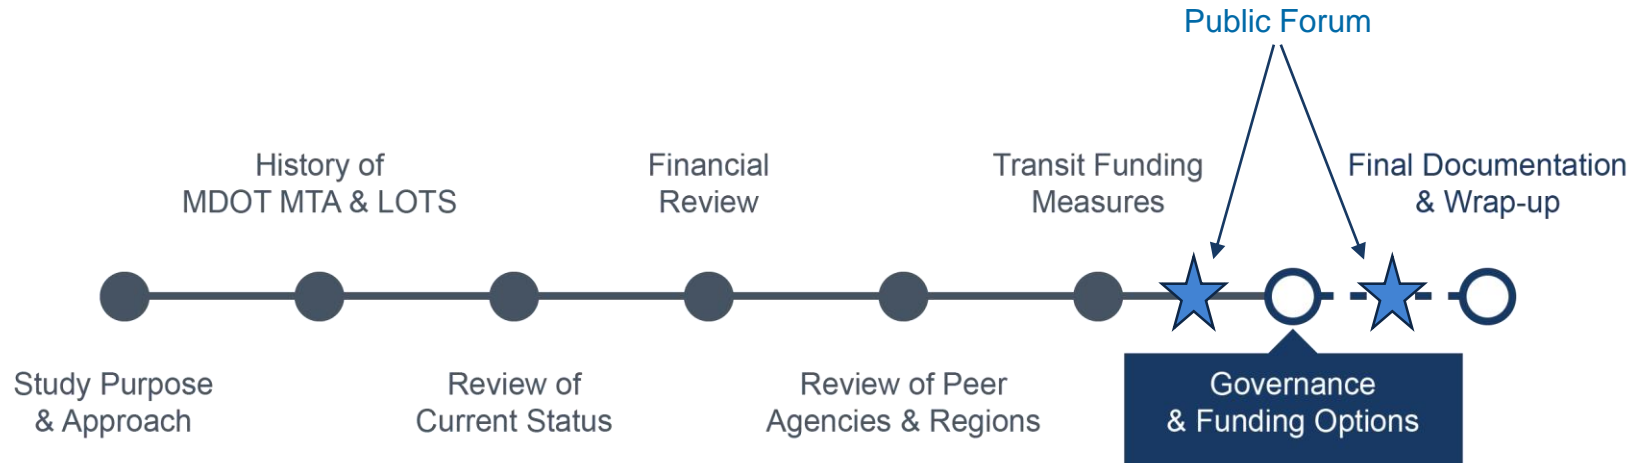 Public Forum
History of
MDOT MTA & LOTS
Financial
Review
Transit Funding
Measures
Final Documentation
& Wrap-up
Study Purpose
& Approach
Review of
Current Status
Review of Peer
Agencies & Regions
Governance
& Funding Options